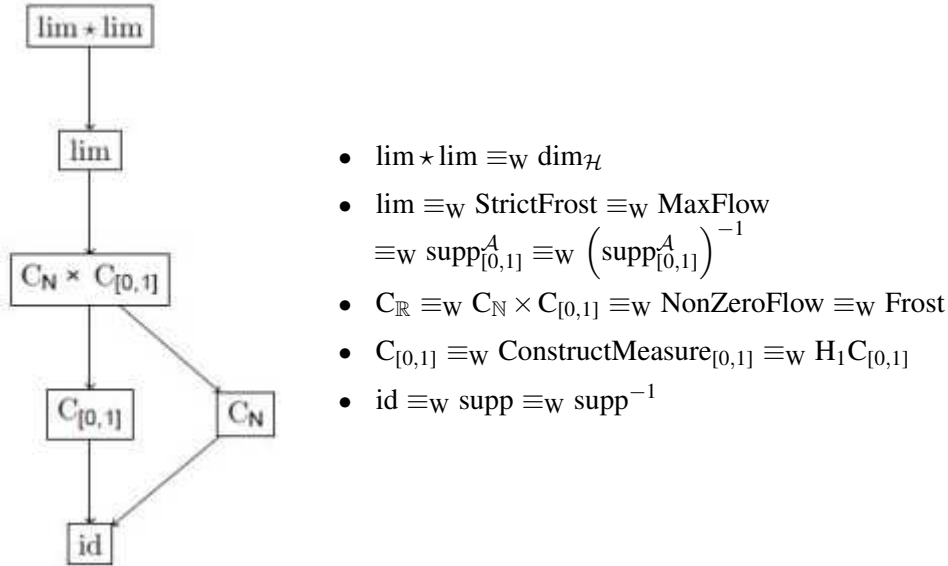 lim ⋆ lim
lim
C_N × C_[0,1]
C_[0,1]
C_N
id
• lim ⋆ lim ≡_W dim_ℋ
• lim ≡_W StrictFrost ≡_W MaxFlow
≡_W supp^𝒜_[0,1] ≡_W (supp^𝒜_[0,1])^−1
• C_ℝ ≡_W C_ℕ × C_[0,1] ≡_W NonZeroFlow ≡_W Frost
• C_[0,1] ≡_W ConstructMeasure_[0,1] ≡_W H_1C_[0,1]
• id ≡_W supp ≡_W supp^−1